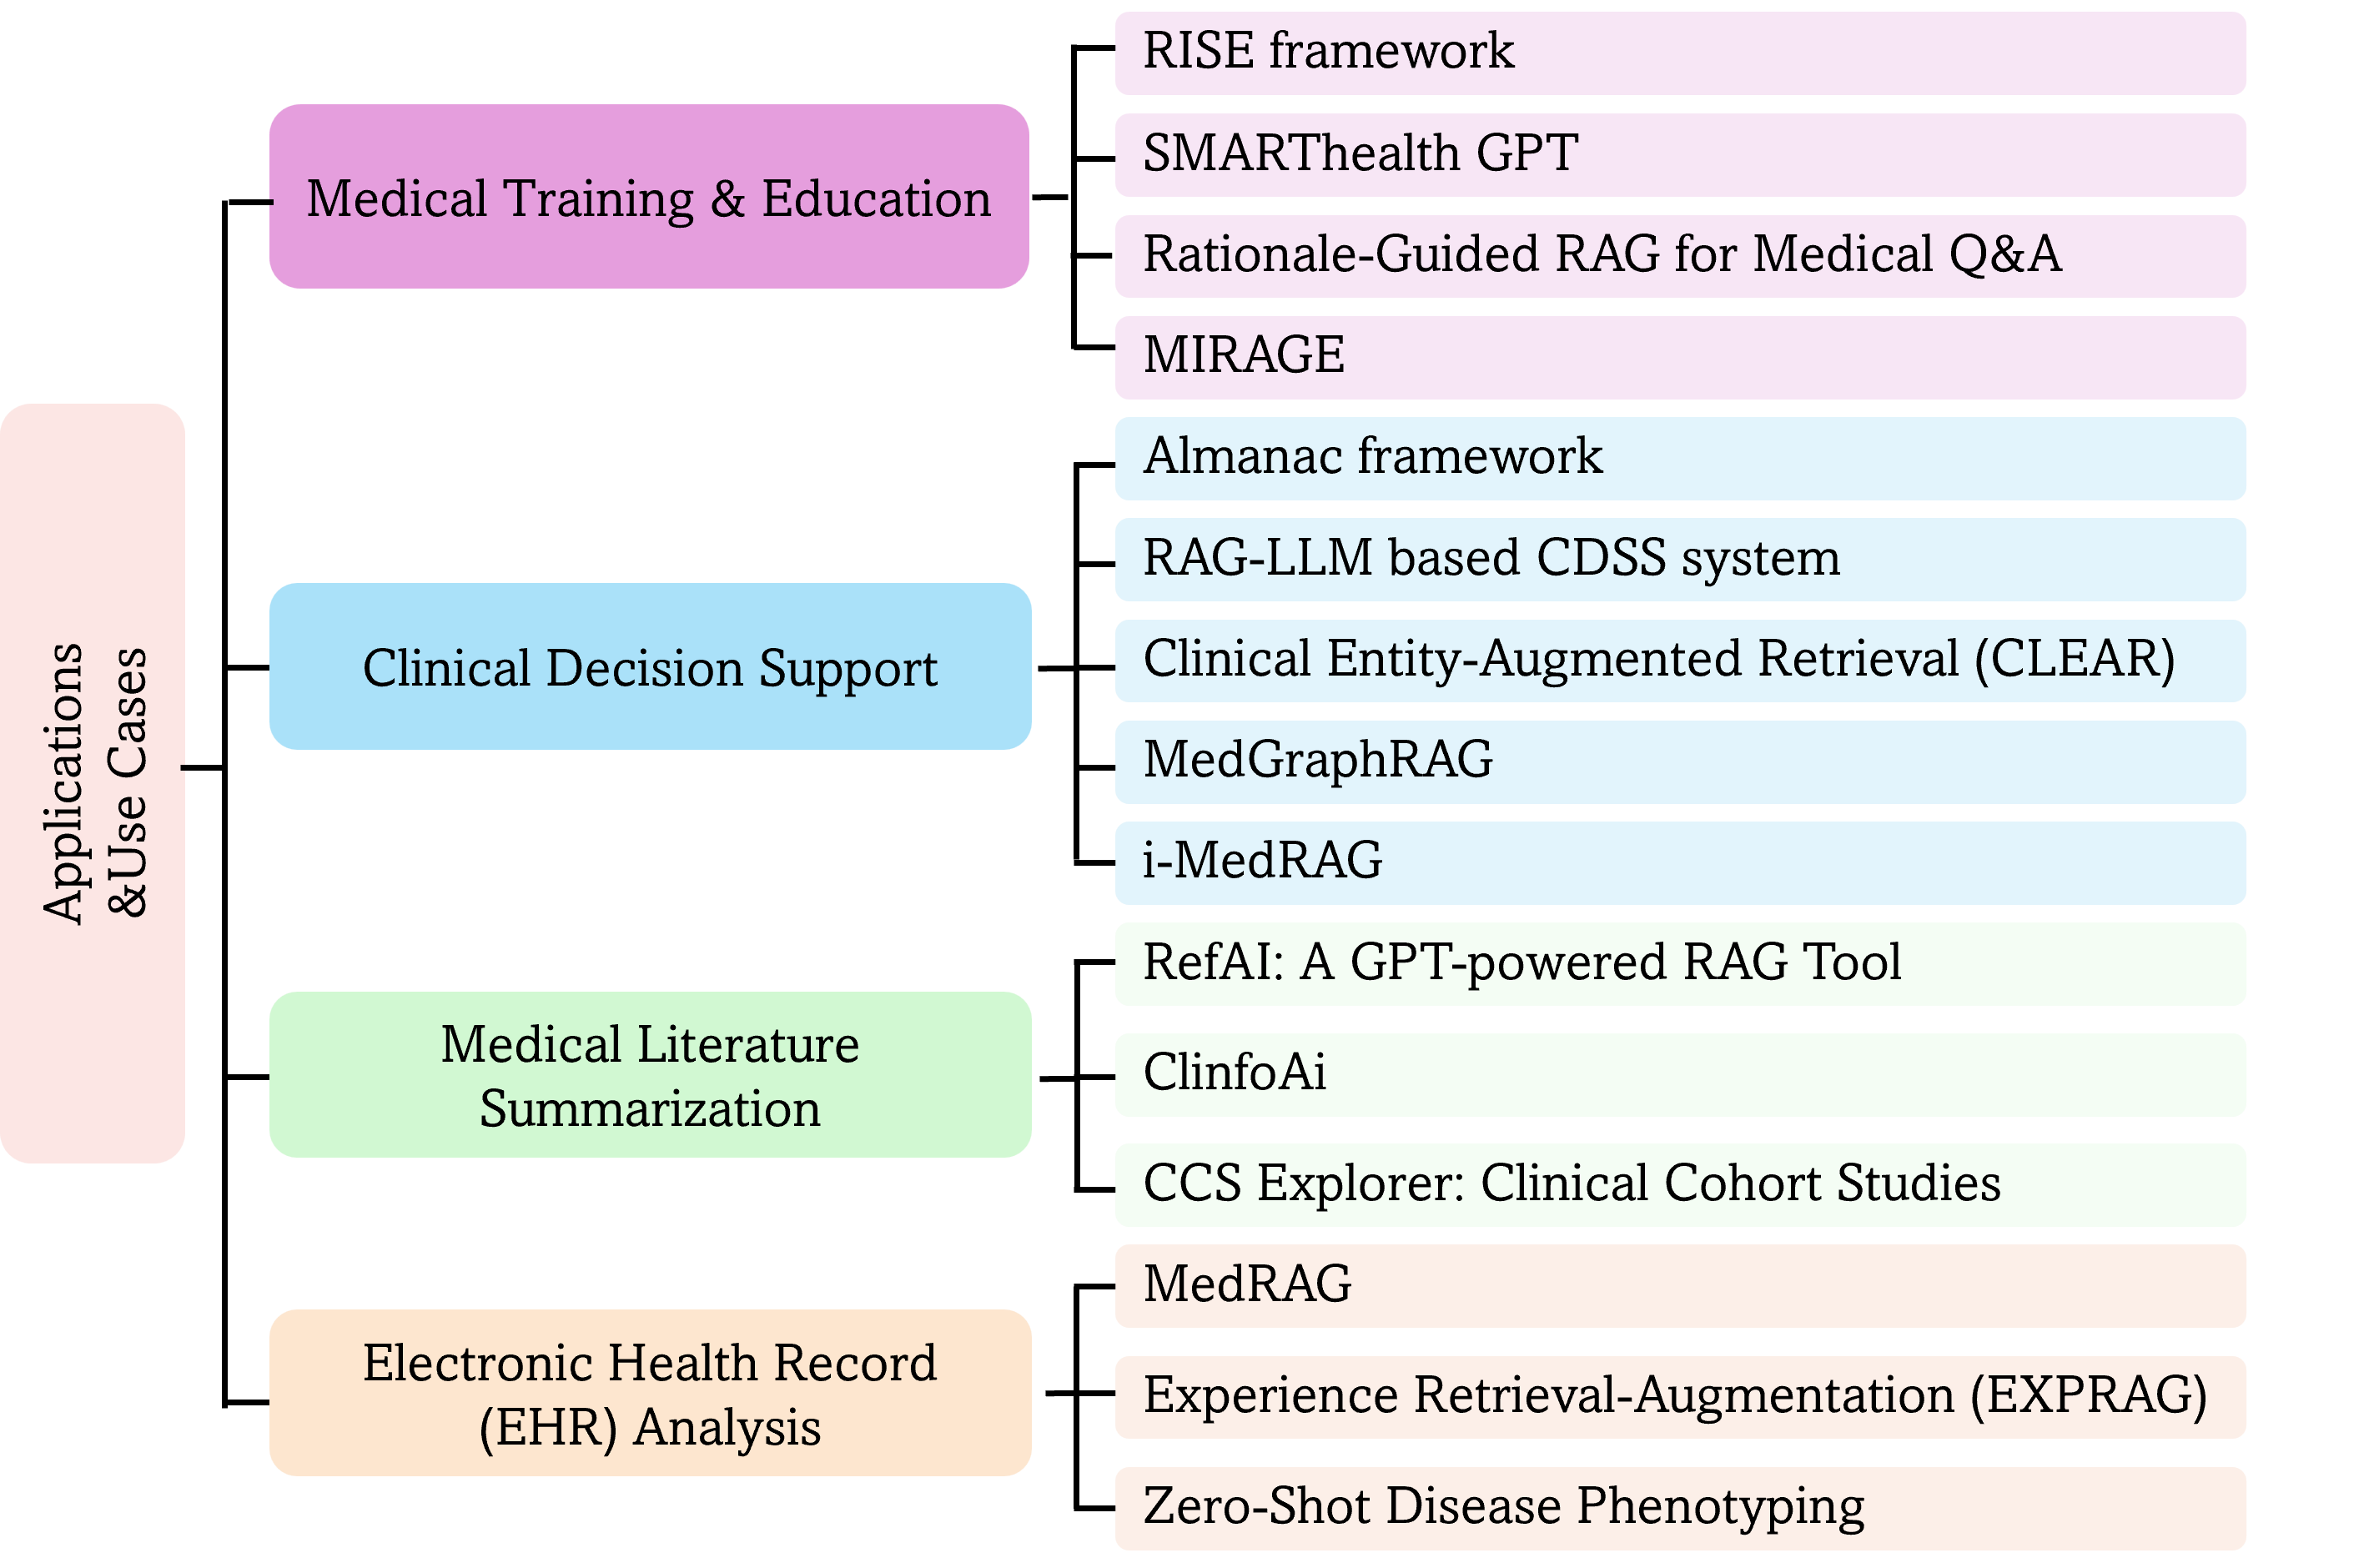 Applications
&Use Cases
Medical Training & Education
RISE framework
SMARThealth GPT
Rationale-Guided RAG for Medical Q&A
MIRAGE
Clinical Decision Support
Almanac framework
RAG-LLM based CDSS system
Clinical Entity-Augmented Retrieval (CLEAR)
MedGraphRAG
i-MedRAG
Medical Literature
Summarization
RefAI: A GPT-powered RAG Tool
ClinfoAi
CCS Explorer: Clinical Cohort Studies
Electronic Health Record
(EHR) Analysis
MedRAG
Experience Retrieval-Augmentation (EXPRAG)
Zero-Shot Disease Phenotyping